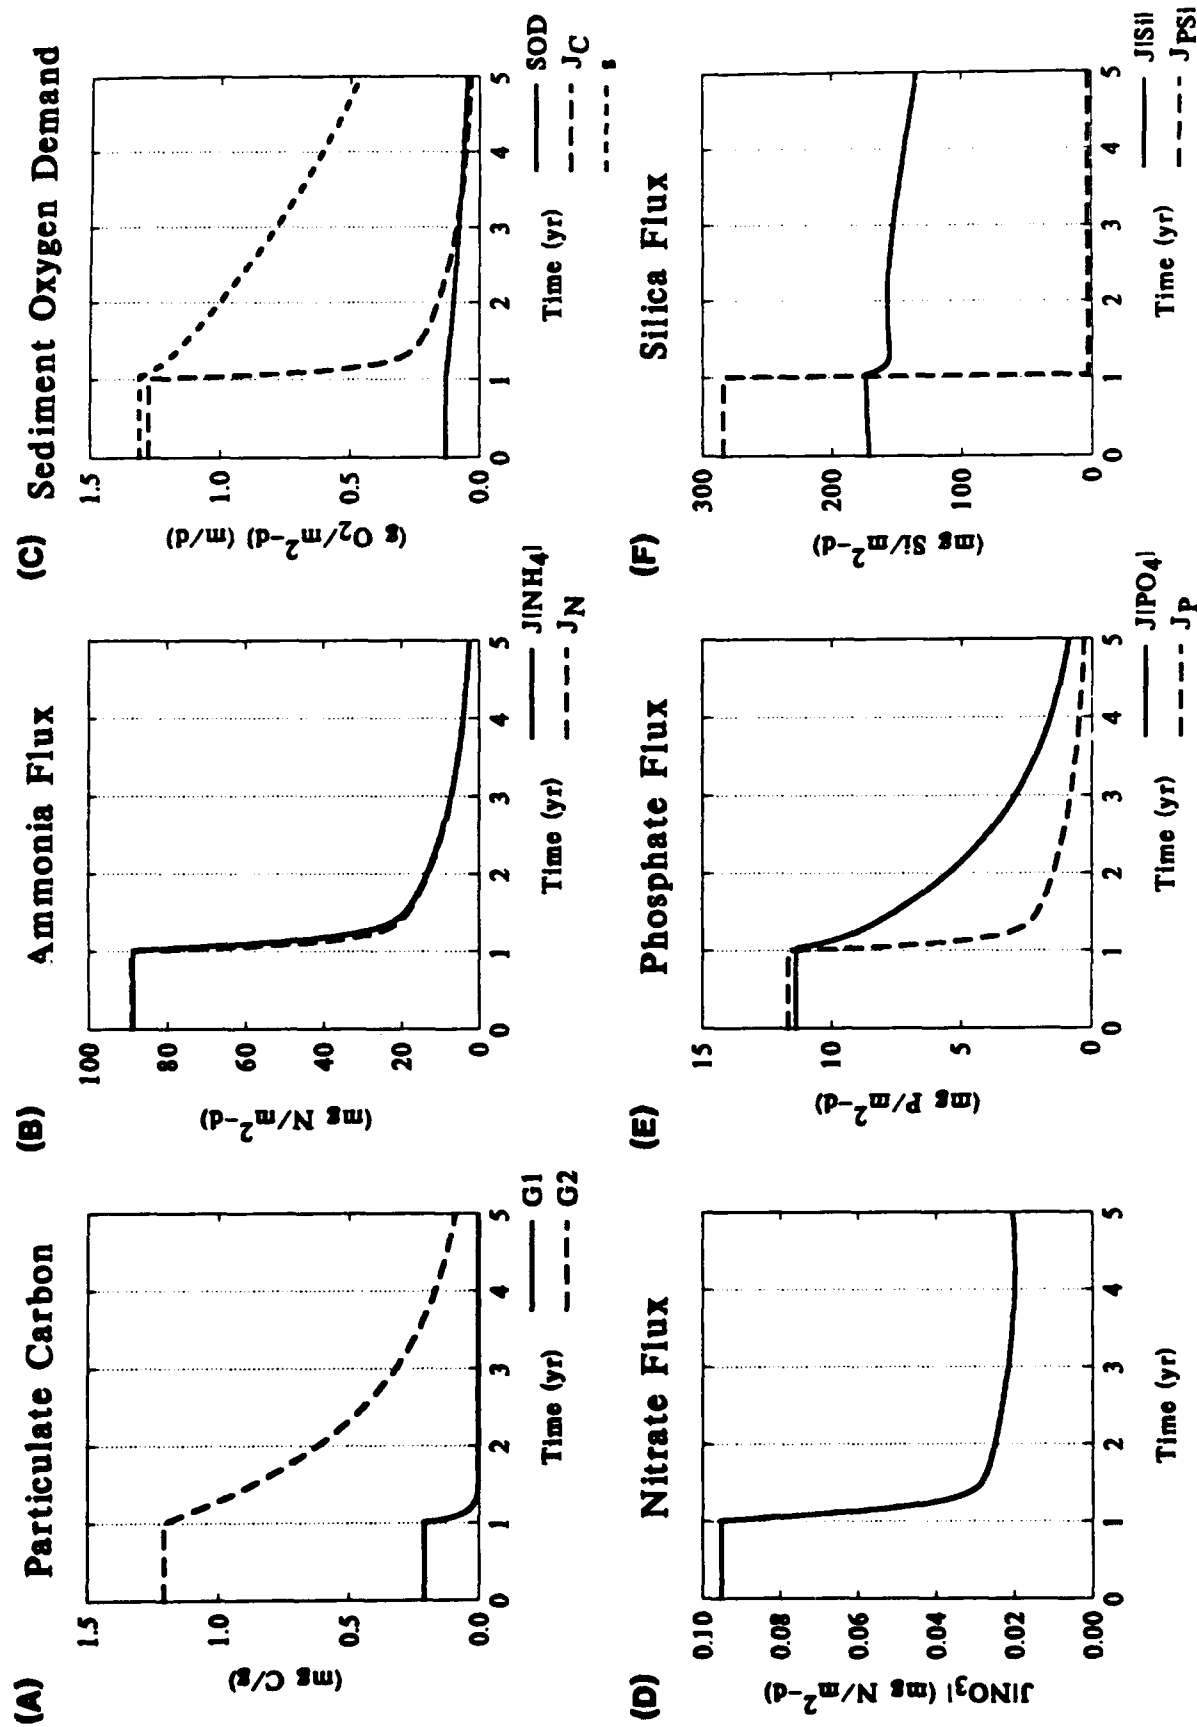 (A)
Particulate Carbon
(mg C/g)
1.5
1.0
0.5
0.0
0 1 2 3 4 5
Time (yr)
G1
G2
(B)
Ammonia Flux
(mg N/m²-d)
100
80
60
40
20
0
0 1 2 3 4 5
Time (yr)
J[NH4]
JN
(C)
Sediment Oxygen Demand
(g O2/m²-d) (m/d)
1.5
1.0
0.5
0.0
0 1 2 3 4 5
Time (yr)
SOD
JC
s
(D)
Nitrate Flux
J[NO3] (mg N/m²-d)
0.10
0.08
0.06
0.04
0.02
0.00
0 1 2 3 4 5
Time (yr)
(E)
Phosphate Flux
(mg P/m²-d)
15
10
5
0
0 1 2 3 4 5
Time (yr)
J[PO4]
JP
(F)
Silica Flux
(mg Si/m²-d)
300
200
100
0
0 1 2 3 4 5
Time (yr)
J[Si]
JPSi